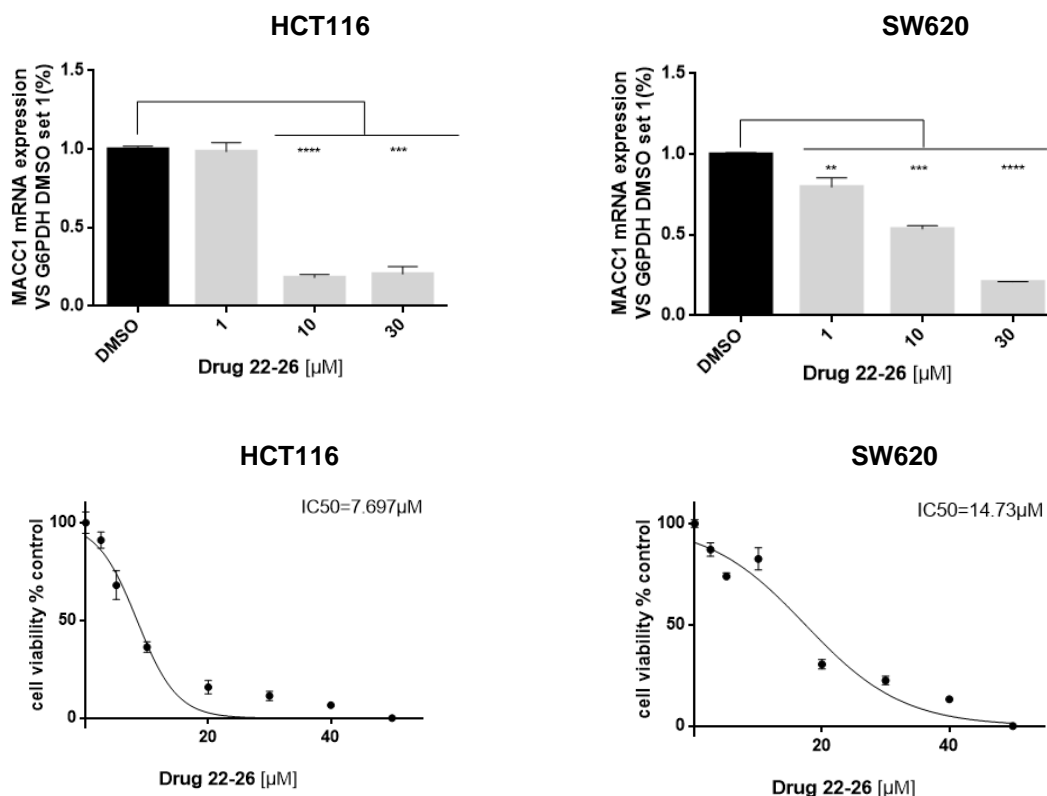 HCT116
MACC1 mRNA expression
VS G6PDH DMSO set 1(%)
1.5
1.0
0.5
0.0
****
***
DMSO
1
10
30
Drug 22-26 [µM]
SW620
MACC1 mRNA expression
VS G6PDH DMSO set 1(%)
1.5
1.0
0.5
0.0
**
***
****
DMSO
1
10
30
Drug 22-26 [µM]
HCT116
IC50=7.697µM
cell viability % control
100
50
0
20
40
Drug 22-26 [µM]
SW620
IC50=14.73µM
cell viability % control
100
50
0
20
40
Drug 22-26 [µM]